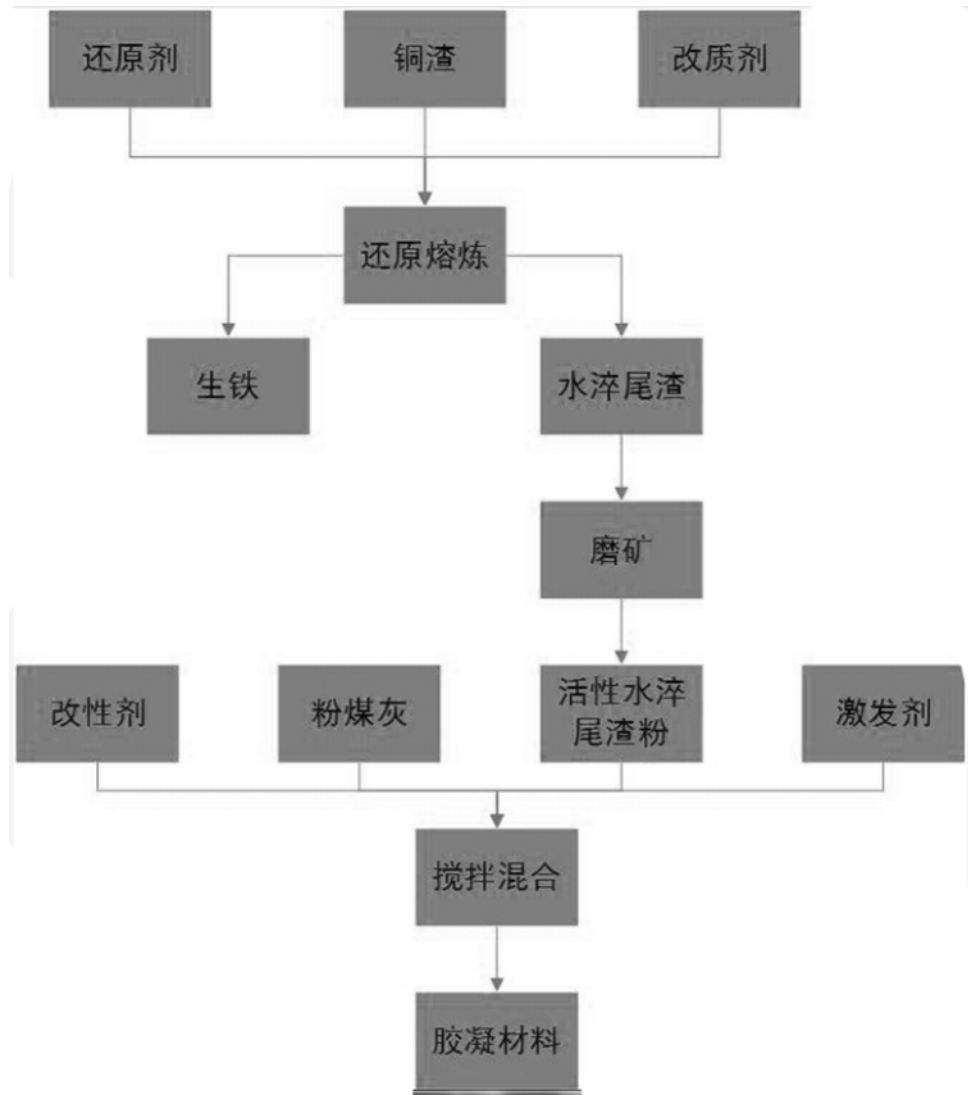 还原剂
铜渣
改质剂
还原熔炼
生铁
水淬尾渣
磨矿
改性剂
粉煤灰
活性水淬
尾渣粉
激发剂
搅拌混合
胶凝材料